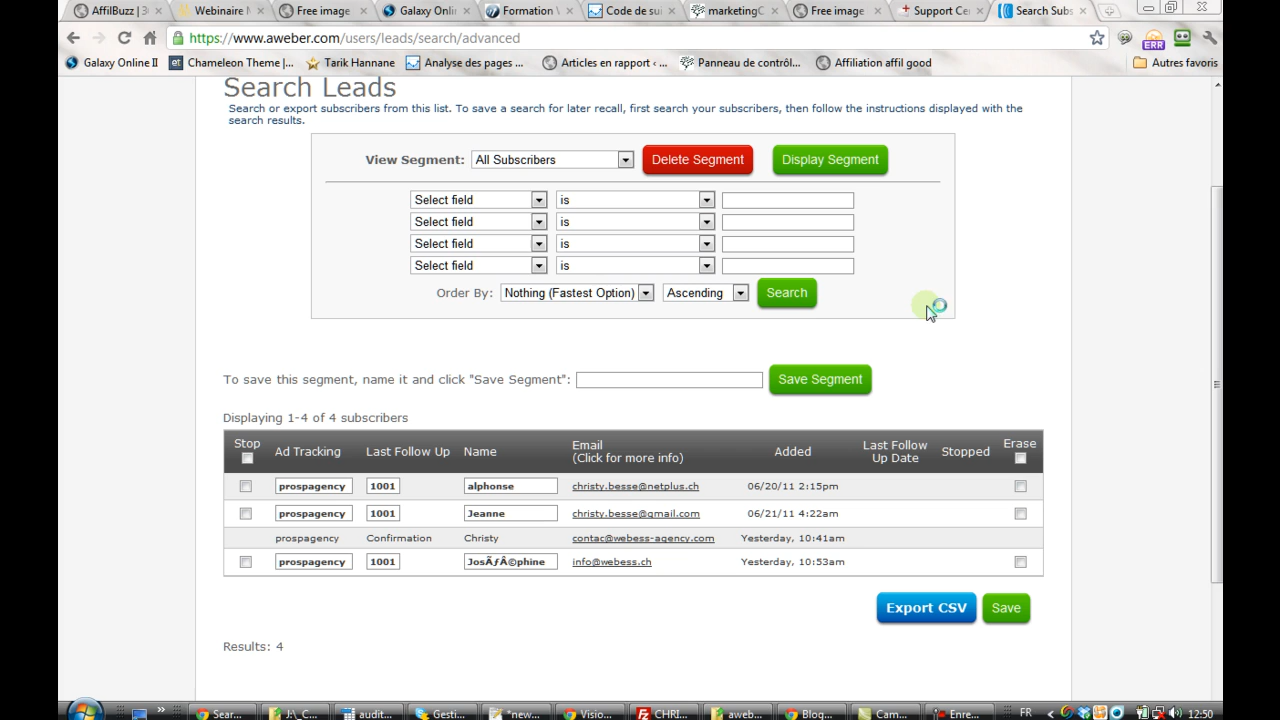 AffilBuzz | 30
Webinaire M
Free image
Galaxy Onlin
Formation V
Code de sui
marketingC
Free image
Support Cen
Search Subs
https://www.aweber.com/users/leads/search/advanced
ERR
Galaxy Online II
Chameleon Theme |...
Tarik Hannane
Analyse des pages ...
Articles en rapport ‹ ...
Panneau de contrôl...
Affiliation affil good
Autres favoris
Search Leads
Search or export subscribers from this list. To save a search for later recall, first search your subscribers, then follow the instructions displayed with the
search results.
View Segment: All Subscribers Delete Segment Display Segment
Select field is
Select field is
Select field is
Select field is
Order By: Nothing (Fastest Option) Ascending Search
To save this segment, name it and click "Save Segment": Save Segment
Displaying 1-4 of 4 subscribers
Stop Ad Tracking Last Follow Up Name Email (Click for more info) Added Last Follow Up Date Stopped Erase
prospagency 1001 alphonse christy.besse@netplus.ch 06/20/11 2:15pm
prospagency 1001 Jeanne christy.besse@gmail.com 06/21/11 4:22am
prospagency Confirmation Christy contac@webess-agency.com Yesterday, 10:41am
prospagency 1001 JosÃƒÂ©phine info@webess.ch Yesterday, 10:53am
Export CSV Save
Results: 4
Sear... J:\_C... audit... Gesti... *new... Visio... CHRI... aweb... Blog... Cam... Enre... FR 12:50